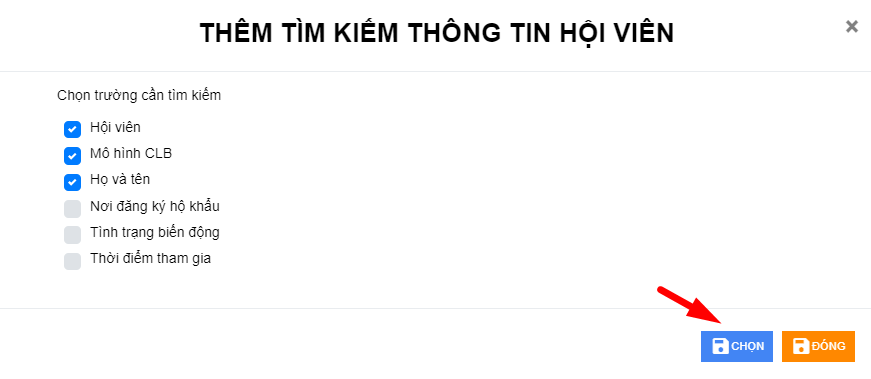 THÊM TÌM KIẾM THÔNG TIN HỘI VIÊN
×
Chọn trường cần tìm kiếm
Hội viên
Mô hình CLB
Họ và tên
Nơi đăng ký hộ khẩu
Tình trạng biến động
Thời điểm tham gia
CHỌN ĐÓNG